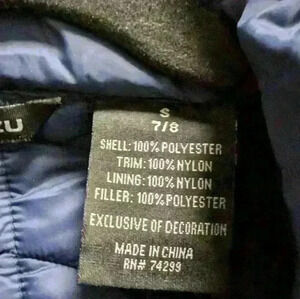 ZU
S
7/8
SHELL: 100% POLYESTER
TRIM: 100% NYLON
LINING: 100% NYLON
FILLER: 100% POLYESTER
EXCLUSIVE OF DECORATION
MADE IN CHINA
RN# 74299